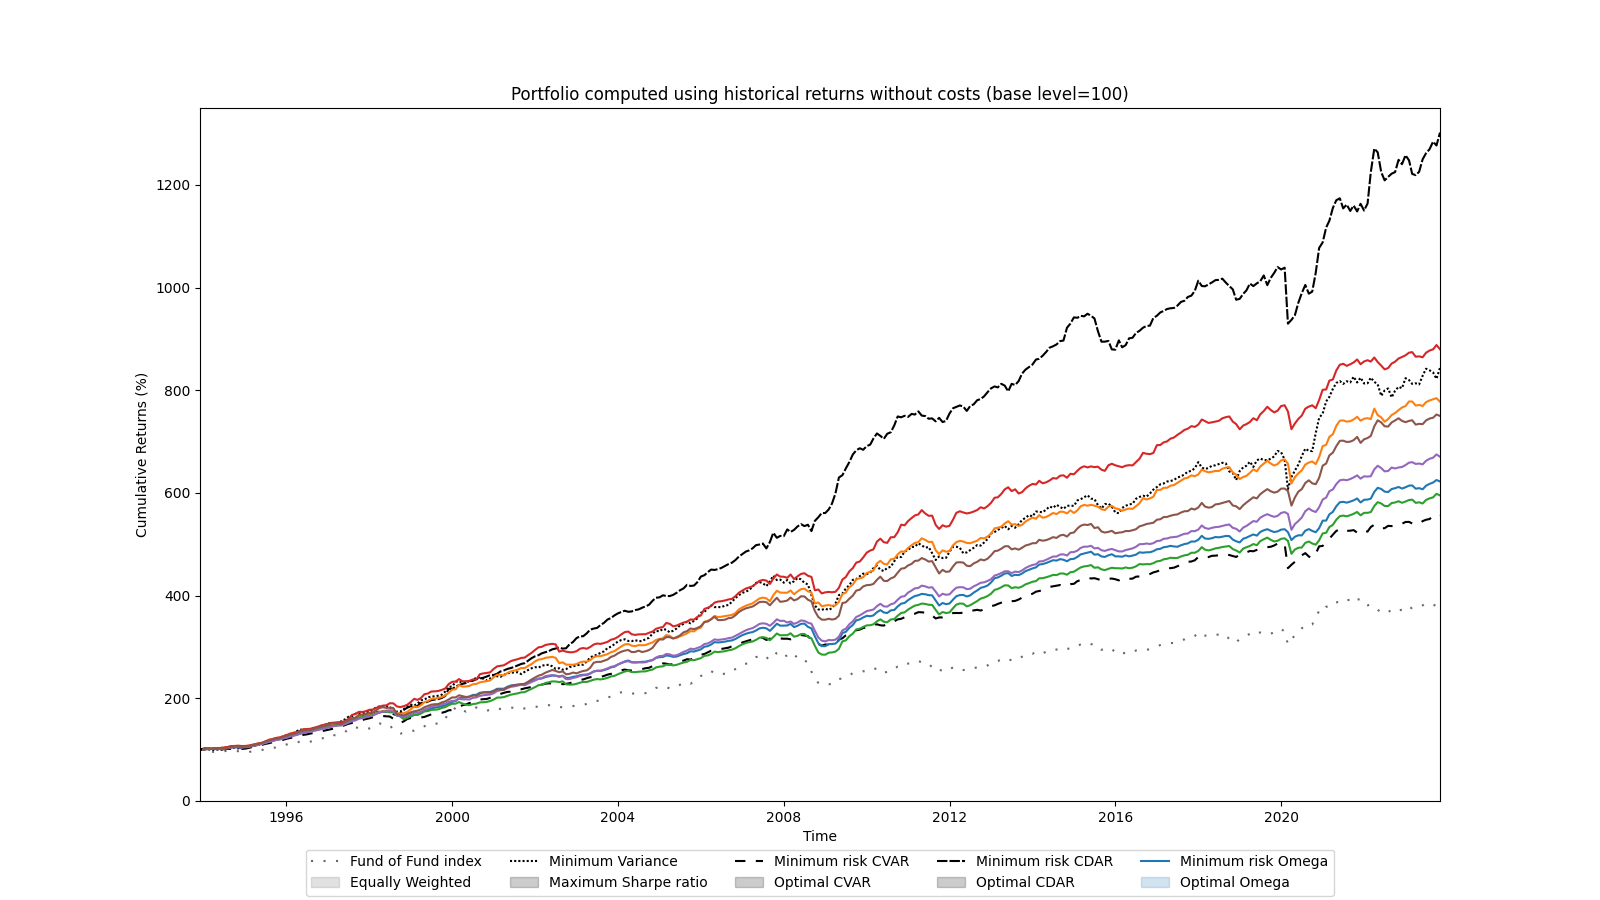 Portfolio computed using historical returns without costs (base level=100)
Cumulative Returns (%)
1200
1000
800
600
400
200
0
1996 2000 2004 2008 2012 2016 2020
Time
Fund of Fund index Minimum Variance Minimum risk CVAR Minimum risk CDAR Minimum risk Omega
Equally Weighted Maximum Sharpe ratio Optimal CVAR Optimal CDAR Optimal Omega